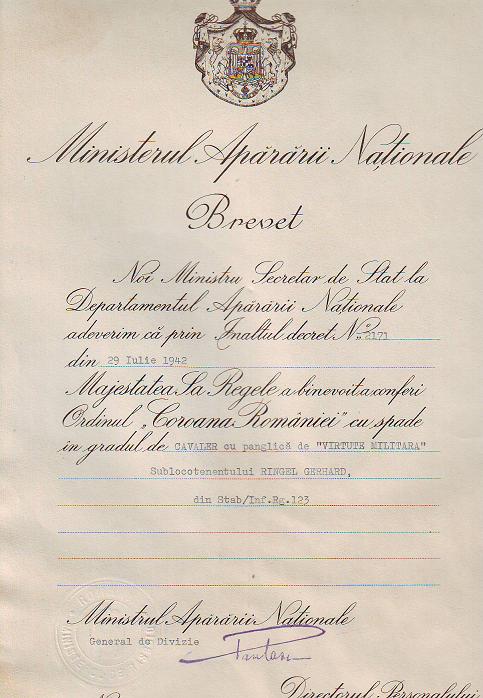 Ministerul Apărării Naționale
Brevet
Noi Ministru Secretar de Stat la
Departamentul Apărării Naționale
adeverim că prin Înaltul decret No. 2171
din 29 Iulie 1942
Majestatea Sa Regele a binevoit a conferi
Ordinul „Coroana României" cu spade
in gradul de CAVALER cu panglică de "VIRTUTE MILITARA"
Sublocotenentului RINGEL GERHARD,
din Stab/Inf.Rg.123
Ministrul Apărării Naționale
General de Divizie
Directorul Personalului